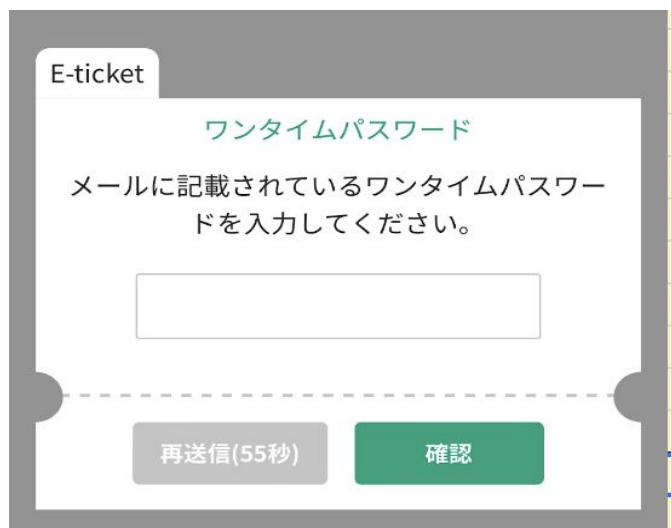 E-ticket
ワンタイムパスワード
メールに記載されているワンタイムパスワー
ドを入力してください。
再送信(55秒)
確認